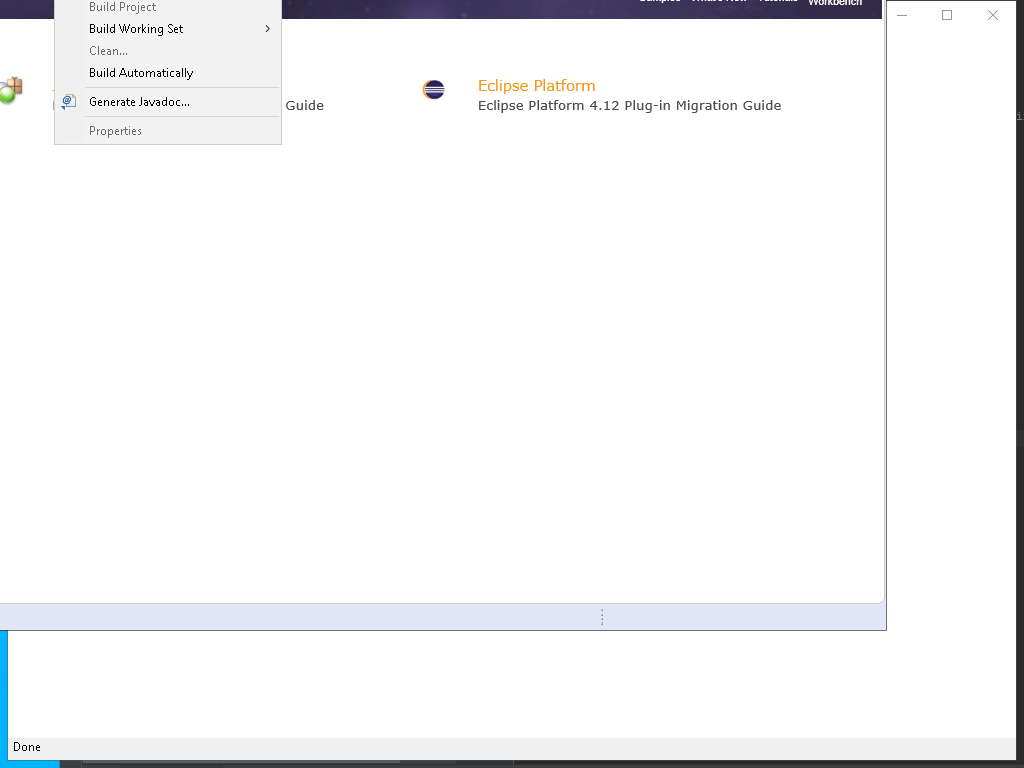 Build Project
Workbench
Build Working Set
Clean...
Build Automatically
Eclipse Platform
Generate Javadoc...
Guide
Eclipse Platform 4.12 Plug-in Migration Guide
Properties
Done